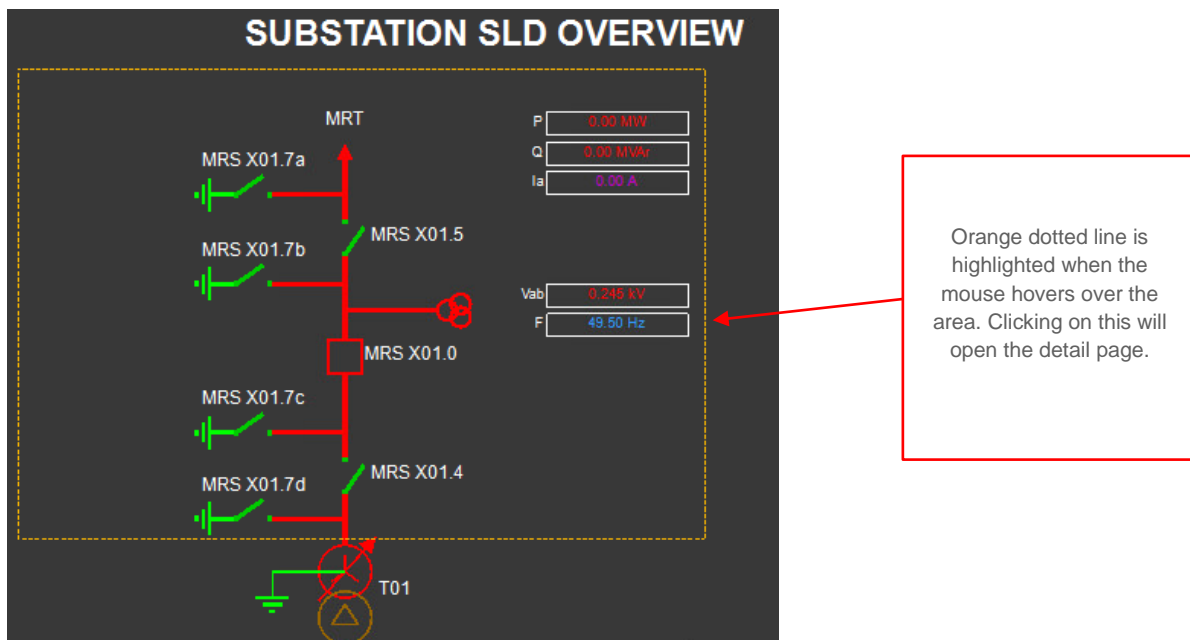 SUBSTATION SLD OVERVIEW
MRT
MRS X01.7a
MRS X01.5
MRS X01.7b
MRS X01.0
MRS X01.7c
MRS X01.4
MRS X01.7d
T01
P 0.00 MW
Q 0.00 MVAr
Ia 0.00 A
Vab 0.245 kV
F 49.50 Hz
Orange dotted line is
highlighted when the
mouse hovers over the
area. Clicking on this will
open the detail page.